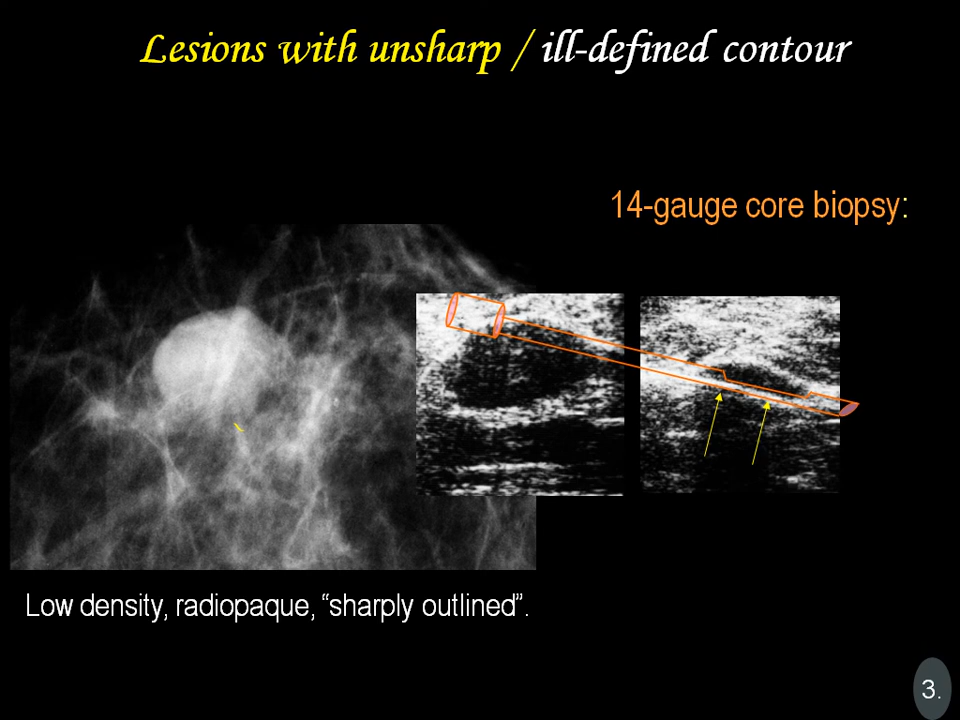 Lesions with unsharp / ill-defined contour
14-gauge core biopsy:
Low density, radiopaque, “sharply outlined”.
3.